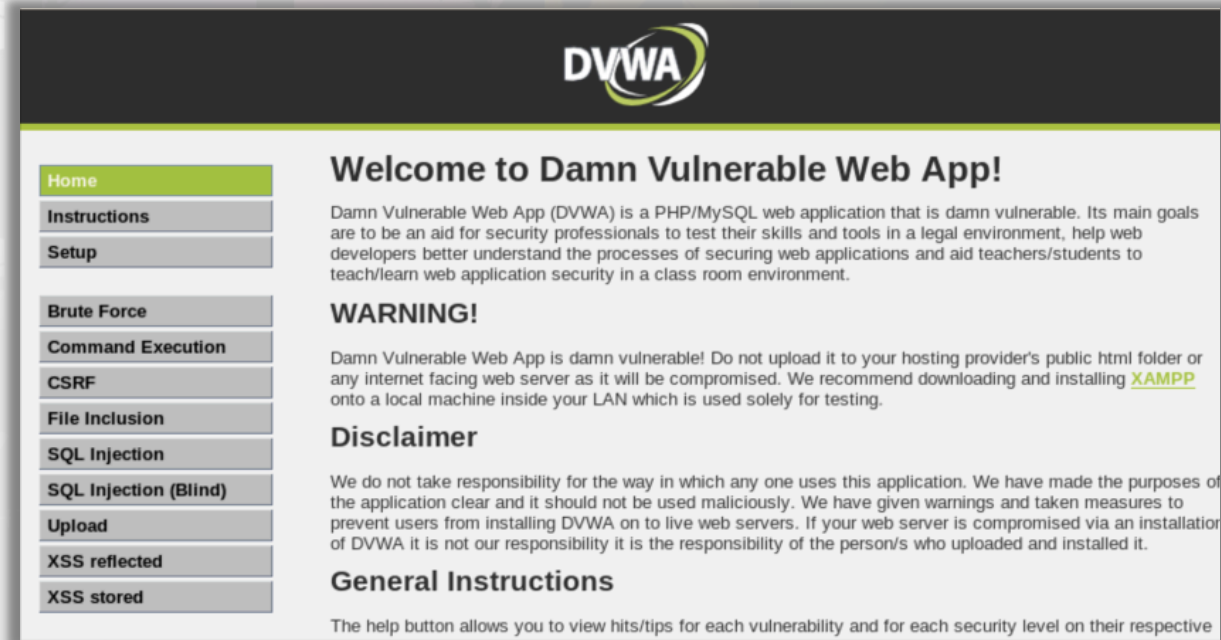 DVWA
Home
Instructions
Setup
Brute Force
Command Execution
CSRF
File Inclusion
SQL Injection
SQL Injection (Blind)
Upload
XSS reflected
XSS stored
Welcome to Damn Vulnerable Web App!
Damn Vulnerable Web App (DVWA) is a PHP/MySQL web application that is damn vulnerable. Its main goals
are to be an aid for security professionals to test their skills and tools in a legal environment, help web
developers better understand the processes of securing web applications and aid teachers/students to
teach/learn web application security in a class room environment.
WARNING!
Damn Vulnerable Web App is damn vulnerable! Do not upload it to your hosting provider's public html folder or
any internet facing web server as it will be compromised. We recommend downloading and installing XAMPP
onto a local machine inside your LAN which is used solely for testing.
Disclaimer
We do not take responsibility for the way in which any one uses this application. We have made the purposes of
the application clear and it should not be used maliciously. We have given warnings and taken measures to
prevent users from installing DVWA on to live web servers. If your web server is compromised via an installation
of DVWA it is not our responsibility it is the responsibility of the person/s who uploaded and installed it.
General Instructions
The help button allows you to view hits/tips for each vulnerability and for each security level on their respective